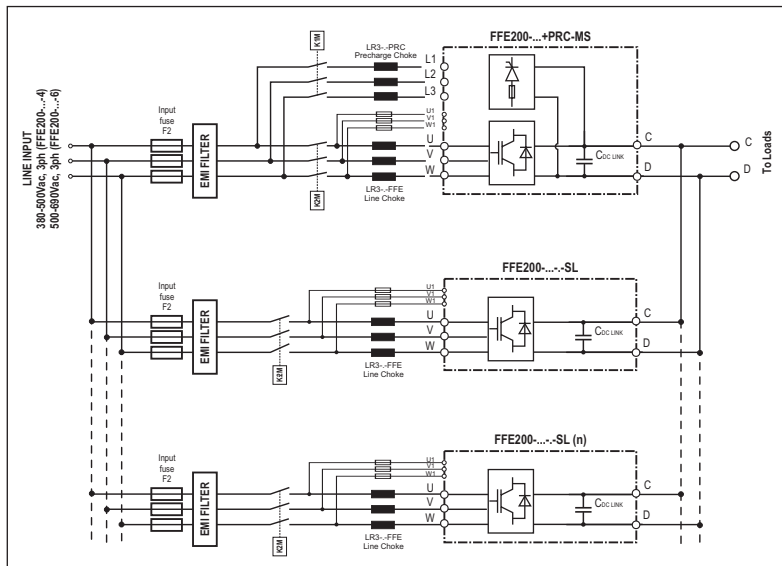 FFE200-...+PRC-MS
K1M
LR3-.-PRC
Precharge Choke
L1
L2
L3
LINE INPUT
380-500Vac, 3ph (FFE200-...-4)
500-690Vac, 3ph (FFE200-...-6)
Input
fuse
F2
EMI FILTER
U1
V1
W1
U
V
W
K2M
LR3-.-FFE
Line Choke
CDC LINK
C
D
C
D
To Loads
FFE200-...-.-SL
Input
fuse
F2
EMI FILTER
U1
V1
W1
U
V
W
K2M
LR3-.-FFE
Line Choke
CDC LINK
C
D
FFE200-...-.-SL (n)
Input
fuse
F2
EMI FILTER
U1
V1
W1
U
V
W
K2M
LR3-.-FFE
Line Choke
CDC LINK
C
D